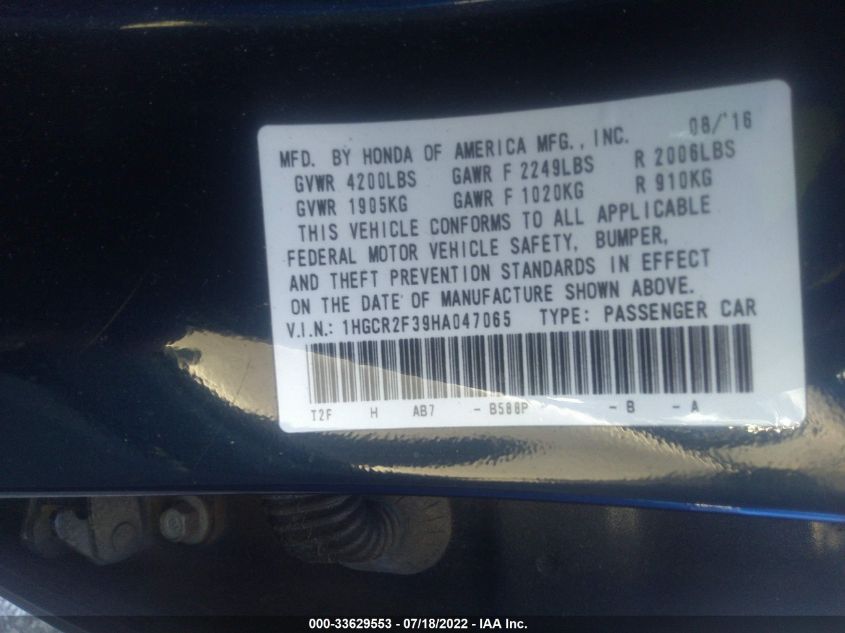 08/'16
MFD. BY HONDA OF AMERICA MFG., INC.
GVWR 4200LBS GAWR F 2249LBS R 2006LBS
GVWR 1905KG GAWR F 1020KG R 910KG
THIS VEHICLE CONFORMS TO ALL APPLICABLE
FEDERAL MOTOR VEHICLE SAFETY, BUMPER,
AND THEFT PREVENTION STANDARDS IN EFFECT
ON THE DATE OF MANUFACTURE SHOWN ABOVE.
V.I.N.: 1HGCR2F39HA047065 TYPE: PASSENGER CAR
T2F H AB7 - B588P - B - A
000-33629553 — 07/18/2022 - IAA Inc.